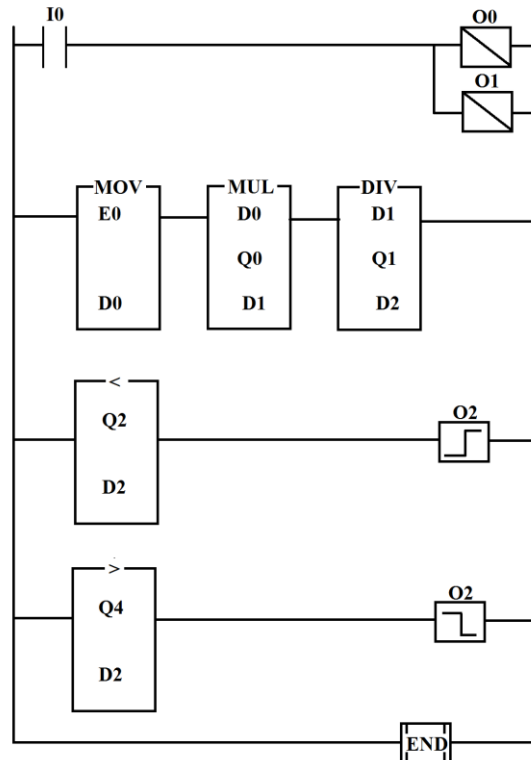 I0 O0
O1
MOV MUL DIV
E0 D0 D1
Q0 Q1
D0 D1 D2
<
Q2 O2
D2
>
Q4 O2
D2
END